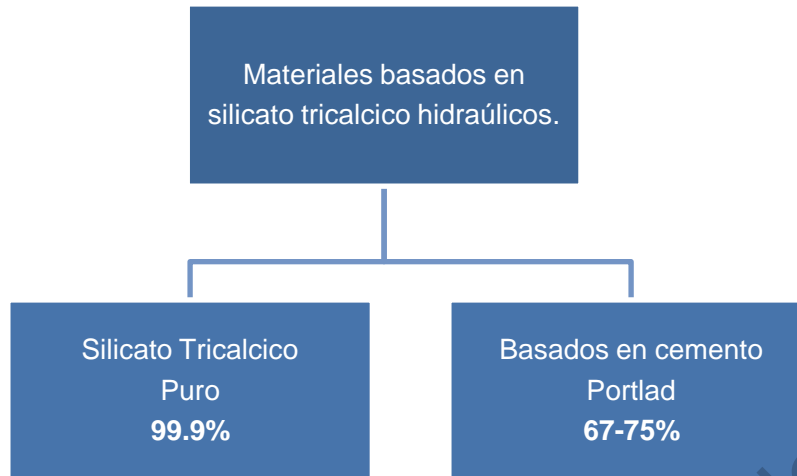 Materiales basados en
silicato tricalcico hidraúlicos.
Silicato Tricalcico
Puro
99.9%
Basados en cemento
Portlad
67-75%